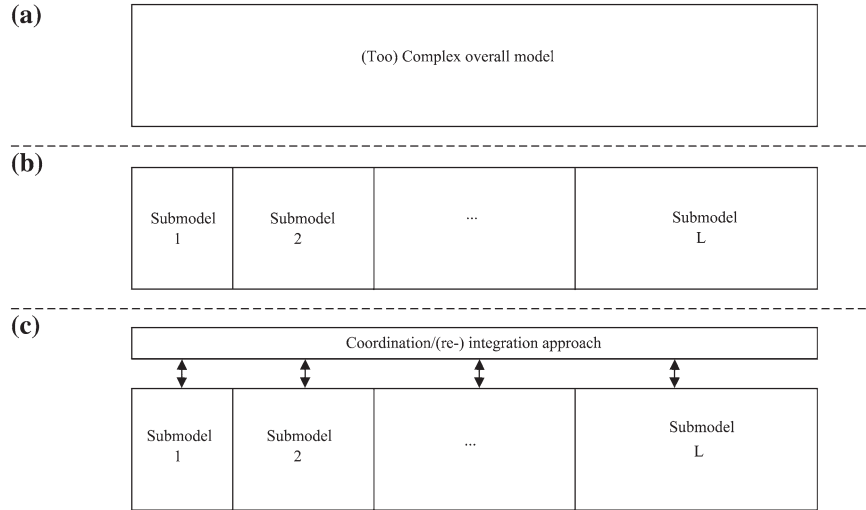 (a)
(Too) Complex overall model
(b)
Submodel
1
Submodel
2
...
Submodel
L
(c)
Coordination/(re-) integration approach
Submodel
1
Submodel
2
...
Submodel
L